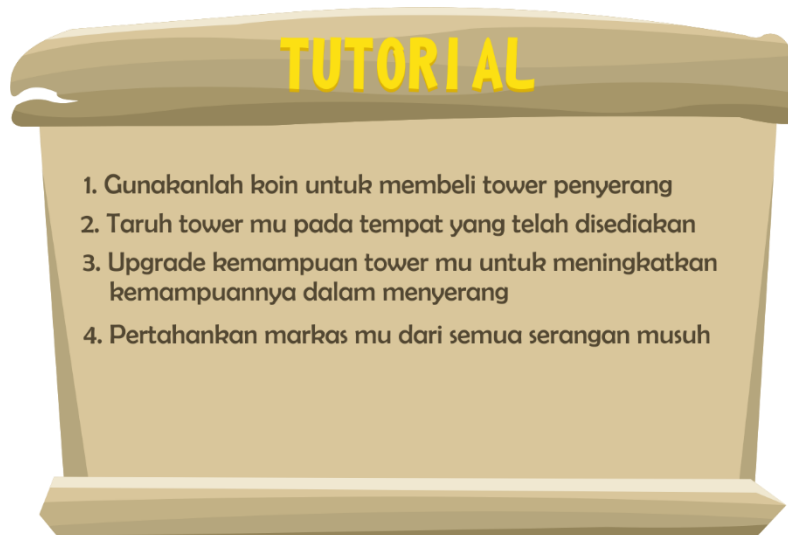 TUTORIAL
1. Gunakanlah koin untuk membeli tower penyerang
2. Taruh tower mu pada tempat yang telah disediakan
3. Upgrade kemampuan tower mu untuk meningkatkan
kemampuannya dalam menyerang
4. Pertahankan markas mu dari semua serangan musuh